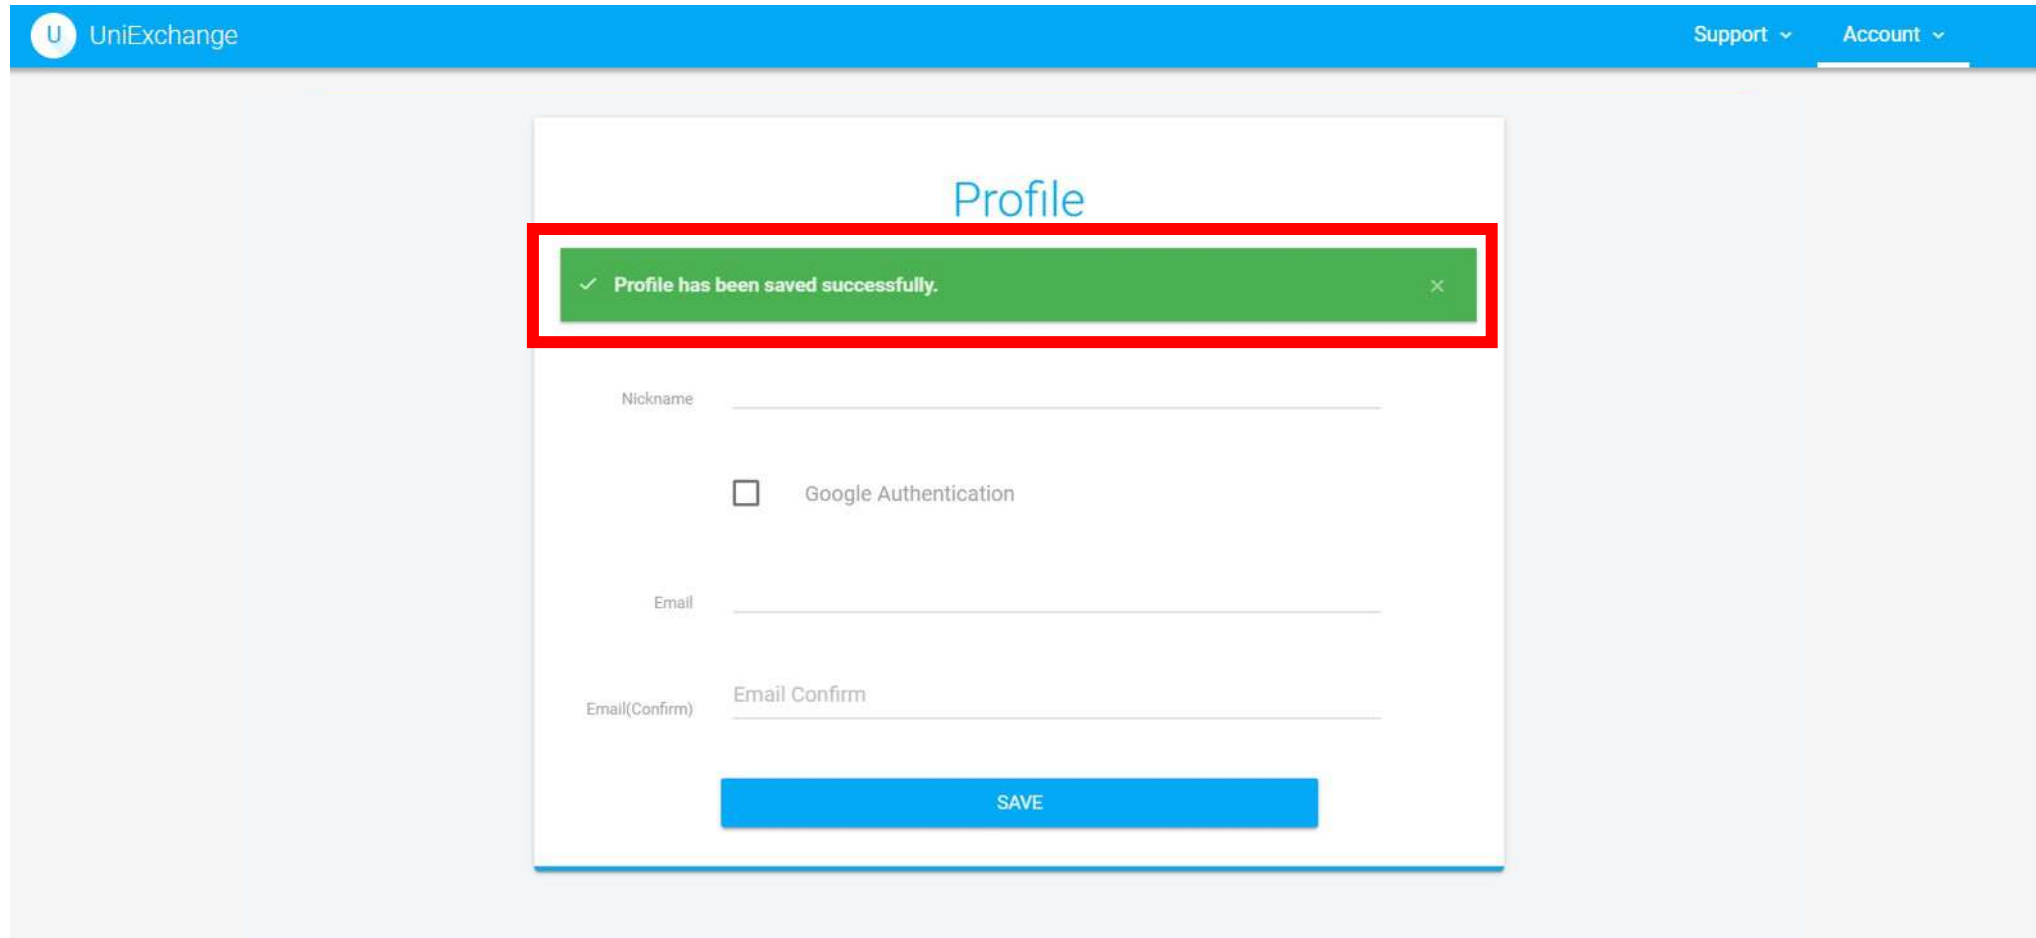 U UniExchange Support Account
Profile
Profile has been saved successfully.
Nickname
Google Authentication
Email
Email(Confirm) Email Confirm
SAVE